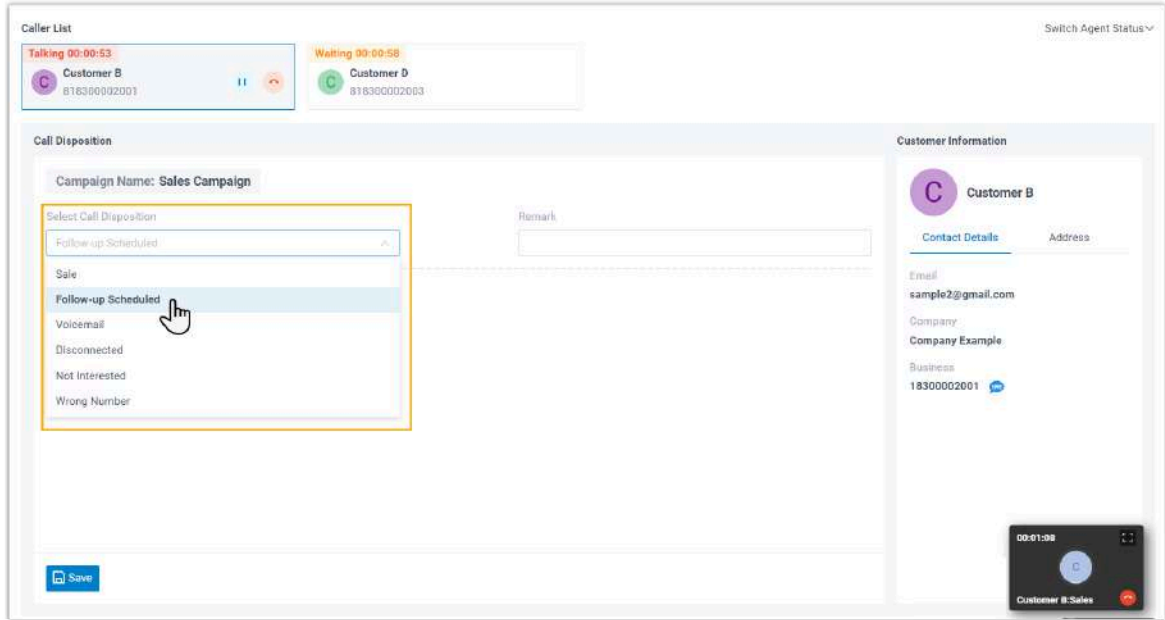 Caller List
Switch Agent Status
Talking 00:00:53
C
Customer B
818300002001
Waiting 00:00:58
C
Customer D
818300002003
Call Disposition
Campaign Name: Sales Campaign
Select Call Disposition
Follow-up Scheduled
Sale
Follow-up Scheduled
Voicemail
Disconnected
Not Interested
Wrong Number
Remark
Save
Customer Information
C
Customer B
Contact Details
Address
Email
sample2@gmail.com
Company
Company Example
Business
18300002001
00:01:08
C
Customer B:Sales